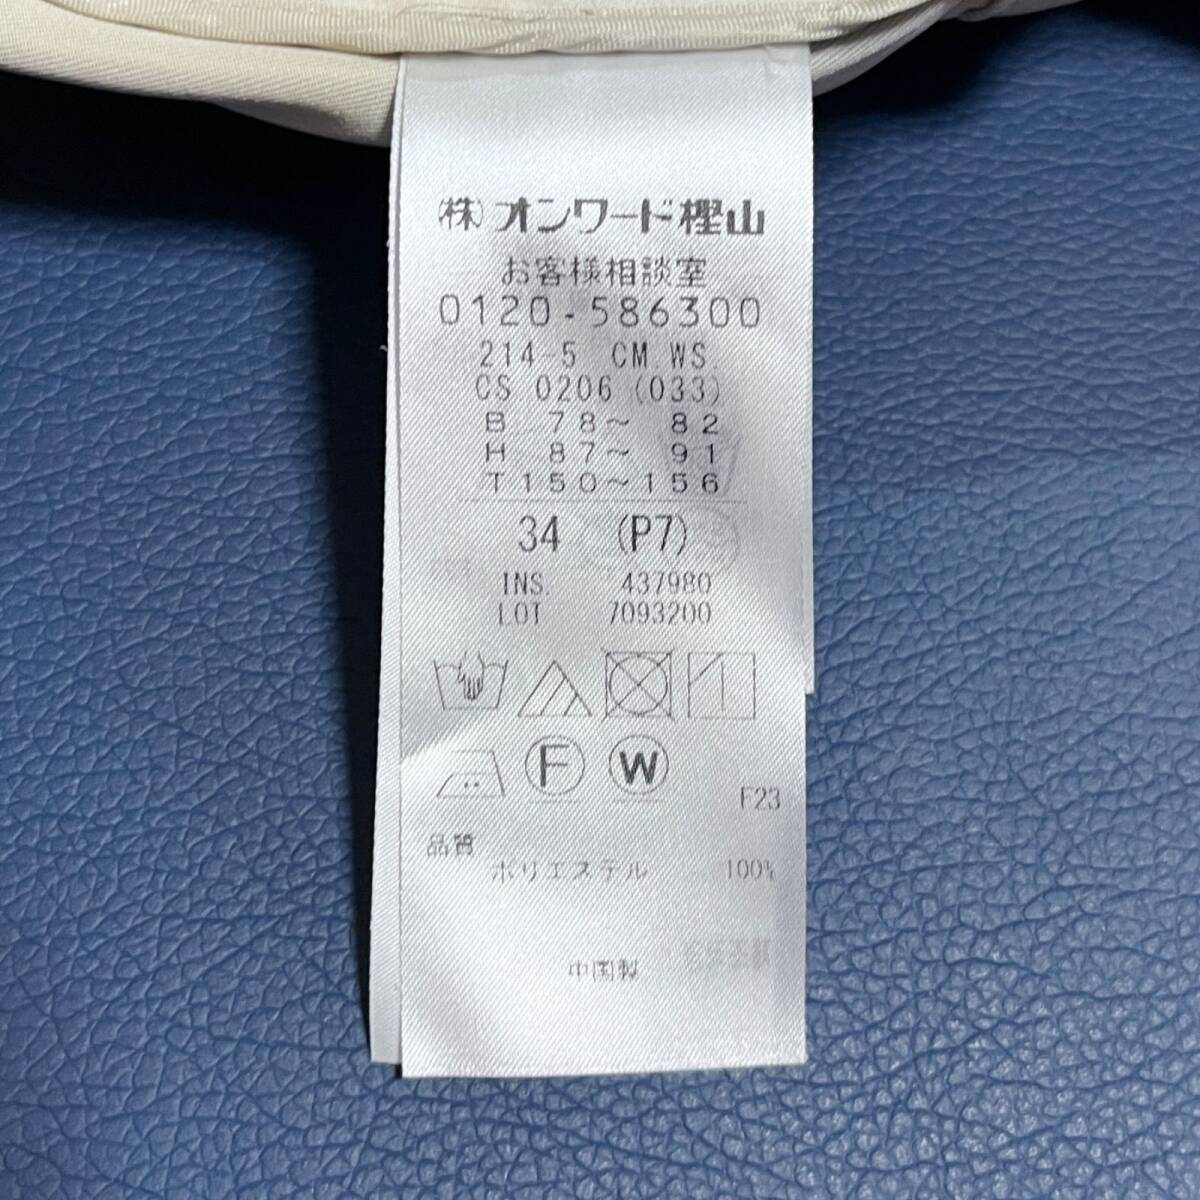 (株)オンワード樫山
お客様相談室
0120-586300
214-5 CM WS.
CS 0206 (033)
B 78~ 82
H 87~ 91
T150~156
34 (P7)
INS. 437980
LOT 7093200
F W
F23
品質
ポリエステル 100%
中国製